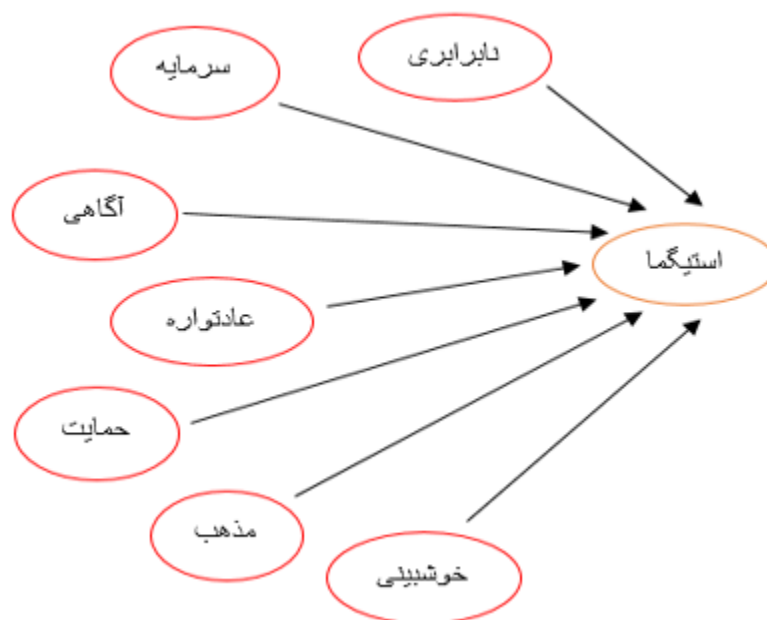 نابرابری
سرمایه
آگاهی
استیگما
عادتواره
حمایت
مذهب
خوشبینی